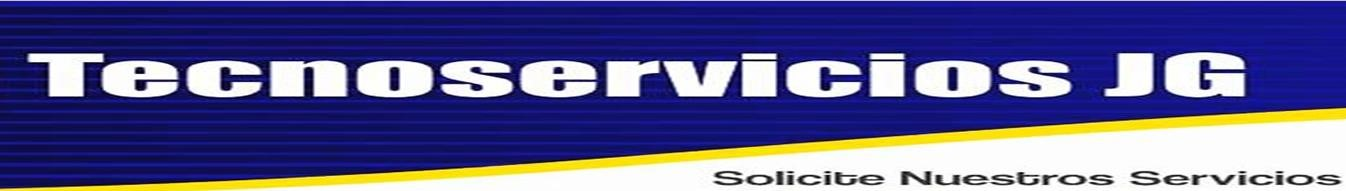 Tecnoservicios JG
Solicite Nuestros Servicios